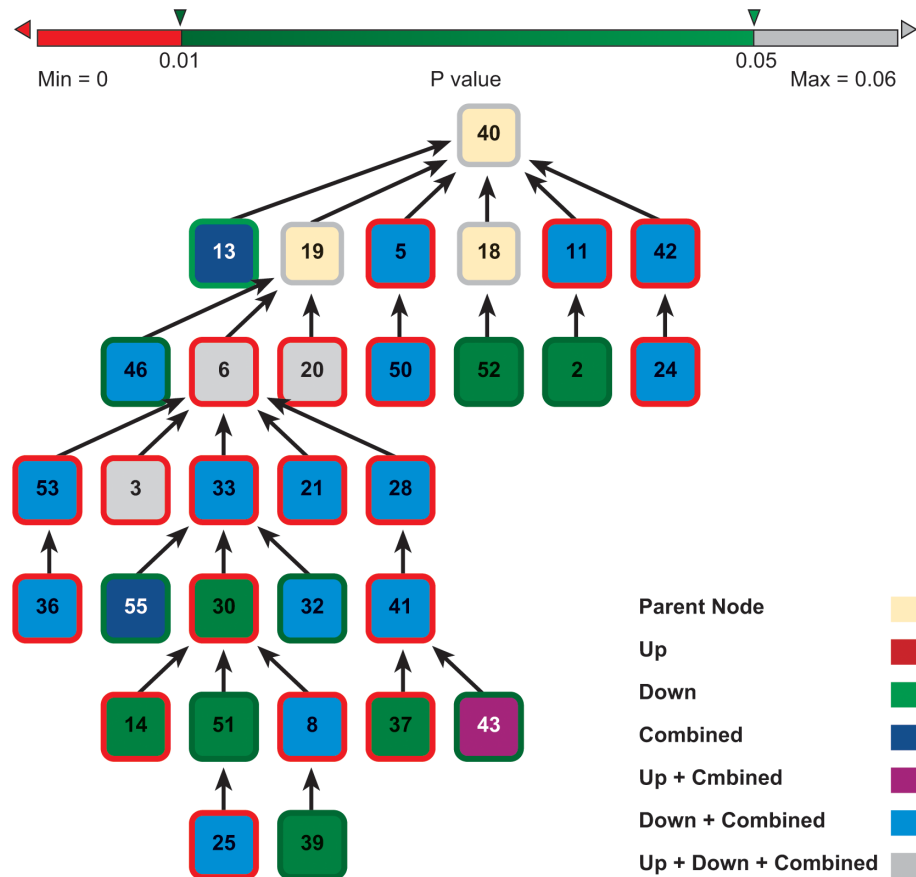 0.01 0.05
Min = 0 P value Max = 0.06
40
13 19 5 18 11 42
46 6 20 50 52 2 24
53 3 33 21 28
36 55 30 32 41
14 51 8 37 43
25 39
Parent Node
Up
Down
Combined
Up + Cmbined
Down + Combined
Up + Down + Combined